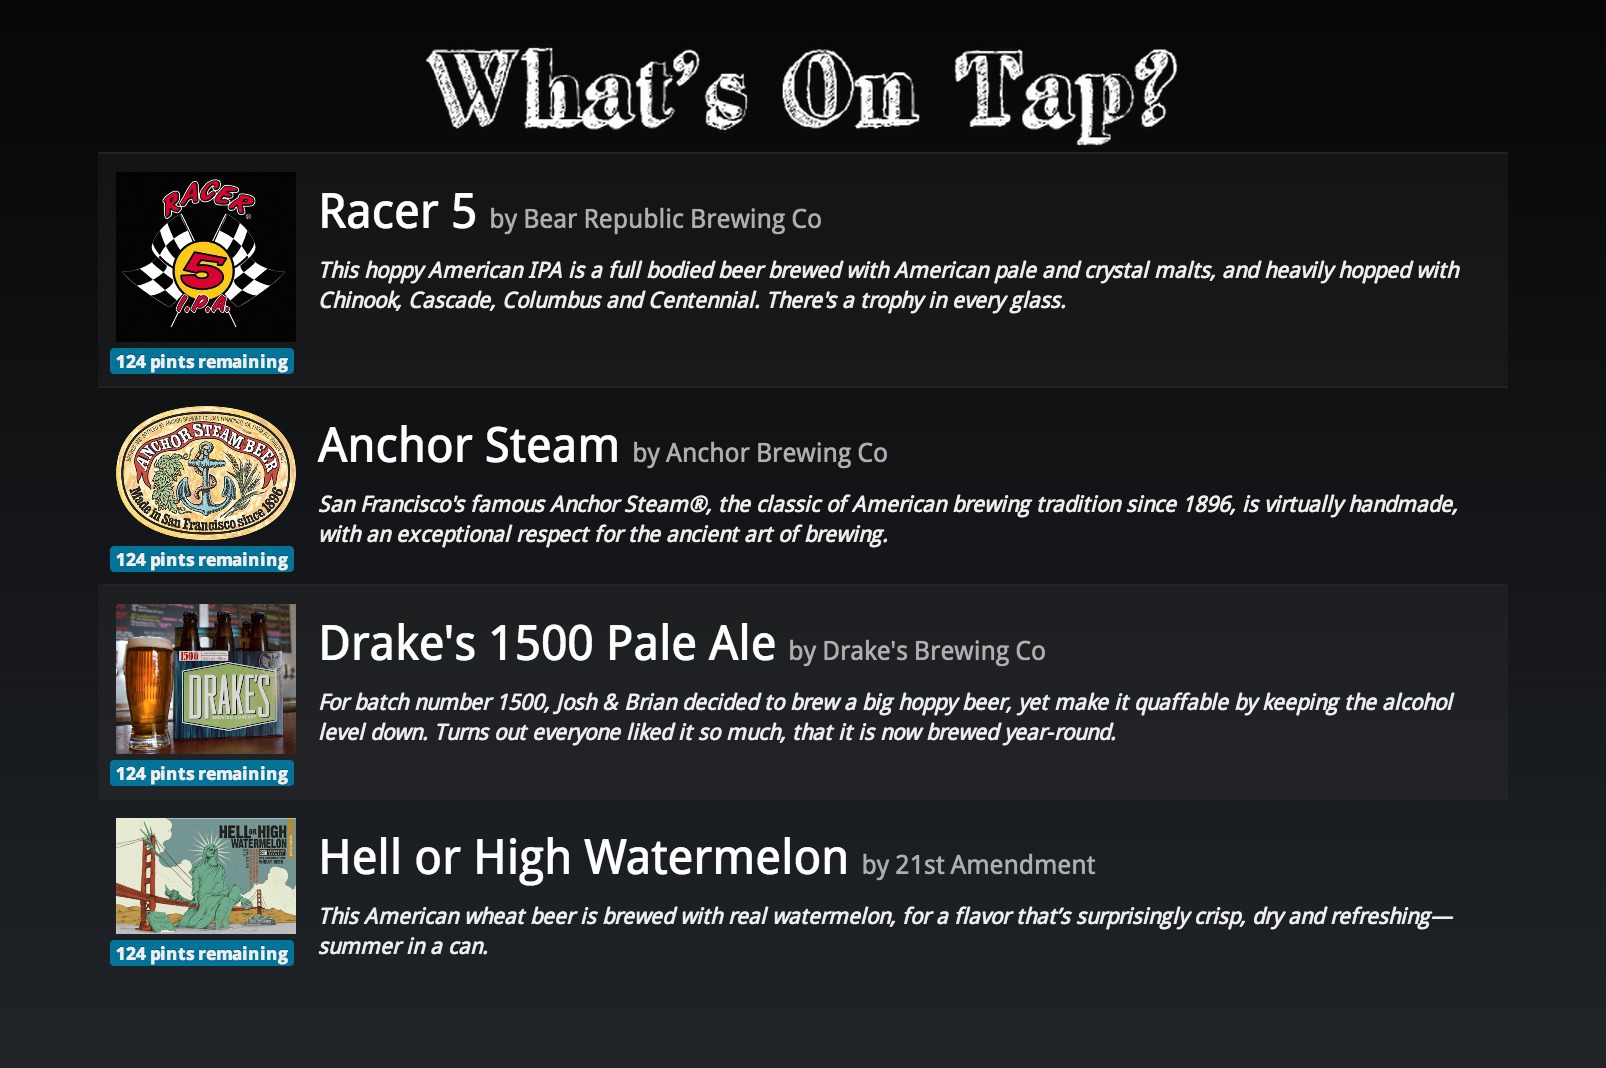 What's On Tap?
RACER
5
I.P.A.
Racer 5 by Bear Republic Brewing Co
This hoppy American IPA is a full bodied beer brewed with American pale and crystal malts, and heavily hopped with
Chinook, Cascade, Columbus and Centennial. There's a trophy in every glass.
124 pints remaining
ANCHOR STEAM BEER
Made in San Francisco since 1896
Anchor Steam by Anchor Brewing Co
San Francisco's famous Anchor Steam®, the classic of American brewing tradition since 1896, is virtually handmade,
with an exceptional respect for the ancient art of brewing.
124 pints remaining
1500
DRAKE'S
BREWING COMPANY
Drake's 1500 Pale Ale by Drake's Brewing Co
For batch number 1500, Josh & Brian decided to brew a big hoppy beer, yet make it quaffable by keeping the alcohol
level down. Turns out everyone liked it so much, that it is now brewed year-round.
124 pints remaining
HELL OR HIGH
WATERMELON
WHEAT BEER
Hell or High Watermelon by 21st Amendment
This American wheat beer is brewed with real watermelon, for a flavor that’s surprisingly crisp, dry and refreshing—
summer in a can.
124 pints remaining